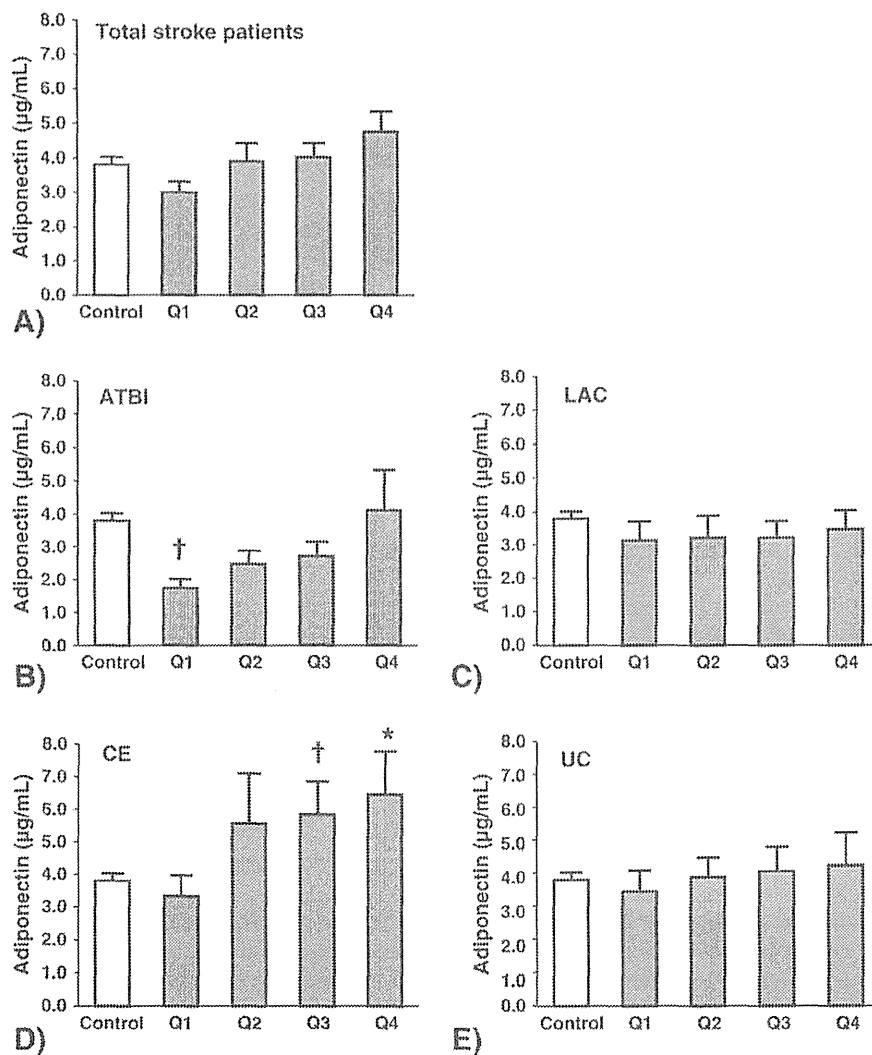 Total stroke patients
Adiponectin (µg/mL)
8.0
7.0
6.0
5.0
4.0
3.0
2.0
1.0
0.0
Control Q1 Q2 Q3 Q4
A)
ATBI
Adiponectin (µg/mL)
8.0
7.0
6.0
5.0
4.0
3.0
2.0
1.0
0.0
†
Control Q1 Q2 Q3 Q4
B)
LAC
Adiponectin (µg/mL)
8.0
7.0
6.0
5.0
4.0
3.0
2.0
1.0
0.0
Control Q1 Q2 Q3 Q4
C)
CE
Adiponectin (µg/mL)
8.0
7.0
6.0
5.0
4.0
3.0
2.0
1.0
0.0
† *
Control Q1 Q2 Q3 Q4
D)
UC
Adiponectin (µg/mL)
8.0
7.0
6.0
5.0
4.0
3.0
2.0
1.0
0.0
Control Q1 Q2 Q3 Q4
E)